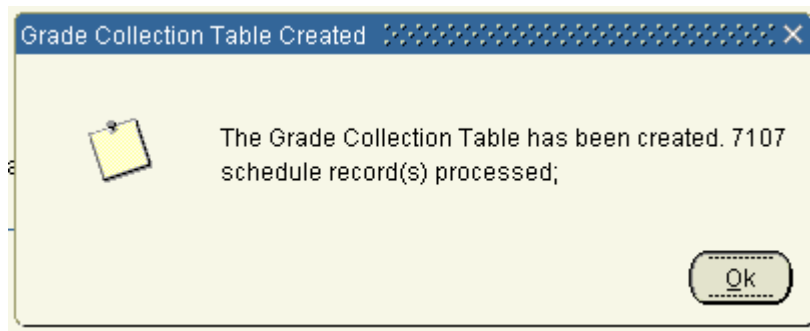 Grade Collection Table Created
The Grade Collection Table has been created. 7107
schedule record(s) processed;
Ok